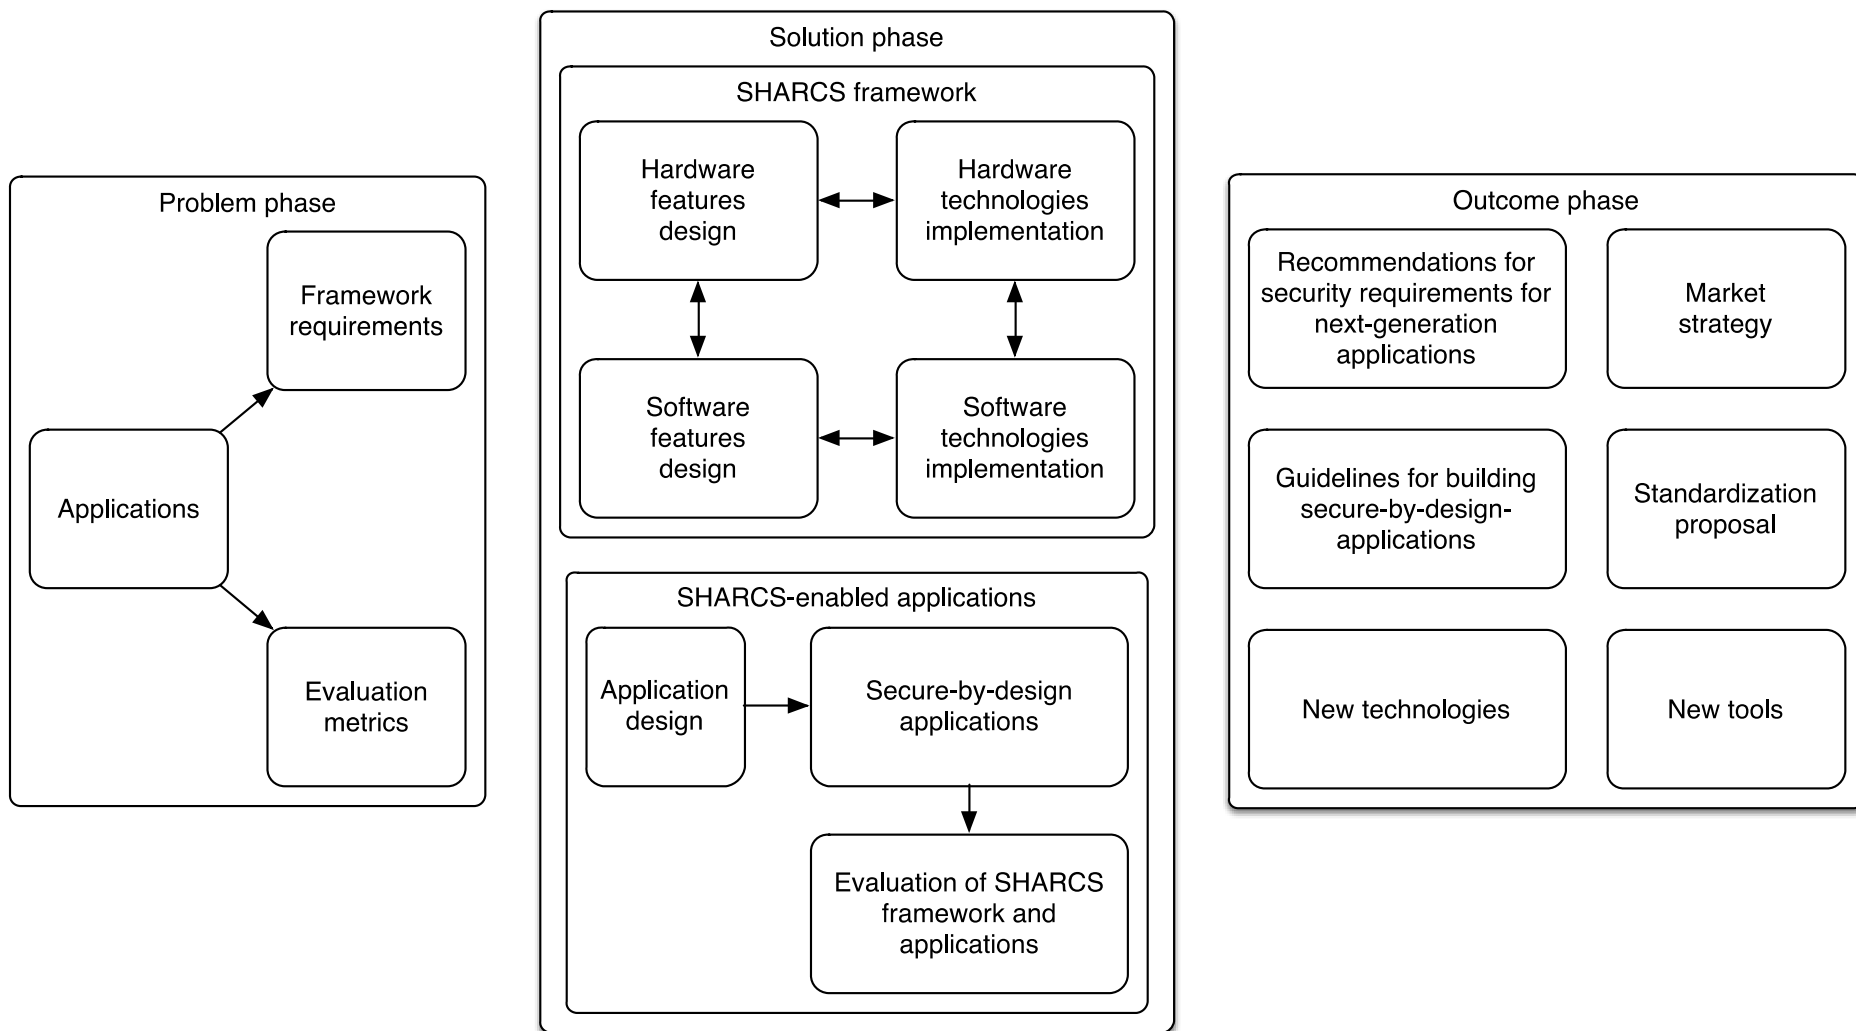 Problem phase
Framework
requirements
Applications
Evaluation
metrics
Solution phase
SHARCS framework
Hardware
features
design
Hardware
technologies
implementation
Software
features
design
Software
technologies
implementation
SHARCS-enabled applications
Application
design
Secure-by-design
applications
Evaluation of SHARCS
framework and
applications
Outcome phase
Recommendations for
security requirements for
next-generation
applications
Market
strategy
Guidelines for building
secure-by-design-
applications
Standardization
proposal
New technologies
New tools